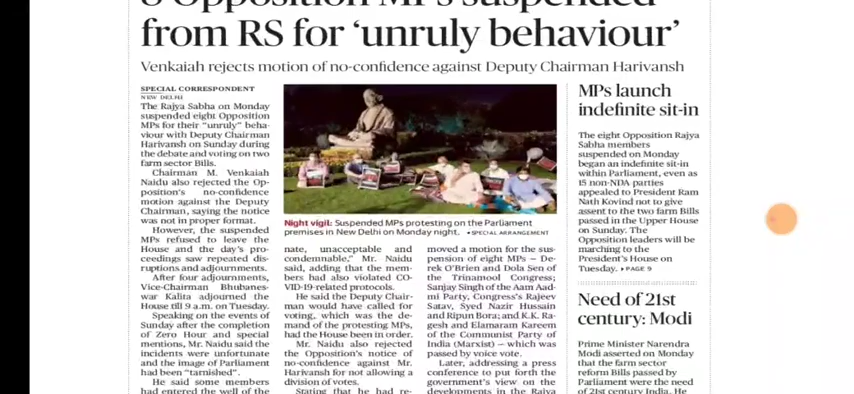 8 Opposition MPs suspended
from RS for ‘unruly behaviour’
Venkaiah rejects motion of no-confidence against Deputy Chairman Harivansh
SPECIAL CORRESPONDENT
NEW DELHI
The Rajya Sabha on Monday
suspended eight Opposition
MPs for their “unruly” beha-
viour with Deputy Chairman
Harivansh on Sunday during
the debate and voting on two
farm sector Bills.
Chairman M. Venkaiah
Naidu also rejected the Op-
position’s no-confidence
motion against the Deputy
Chairman, saying the notice
was not in proper format.
However, the suspended
MPs refused to leave the
House and the day’s pro-
ceedings saw repeated dis-
ruptions and adjournments.
After four adjournments,
Vice-Chairman Bhubanes-
war Kalita adjourned the
House till 9 a.m. on Tuesday.
Speaking on the events of
Sunday after the completion
of Zero Hour and special
mentions, Mr. Naidu said the
incidents were unfortunate
and the image of Parliament
had been “tarnished”.
He said some members
had entered the well of the
Night vigil: Suspended MPs protesting on the Parliament
premises in New Delhi on Monday night. •SPECIAL ARRANGEMENT
nate, unacceptable and
condemnable,” Mr. Naidu
said, adding that the mem-
bers had also violated CO-
VID-19-related protocols.
He said the Deputy Chair-
man would have called for
voting, which was the de-
mand of the protesting MPs,
had the House been in order.
Mr. Naidu also rejected
the Opposition’s notice of
no-confidence against Mr.
Harivansh for not allowing a
division of votes.
Stating that he had re-
moved a motion for the sus-
pension of eight MPs — De-
rek O’Brien and Dola Sen of
the Trinamool Congress;
Sanjay Singh of the Aam Aad-
mi Party, Congress’s Rajeev
Satav, Syed Nazir Hussain
and Ripun Bora; and K.K. Ra-
gesh and Elamaram Kareem
of the Communist Party of
India (Marxist) — which was
passed by voice vote.
Later, addressing a press
conference to put forth the
government’s view on the
developments in the Rajya
MPs launch
indefinite sit-in
The eight Opposition Rajya
Sabha members
suspended on Monday
began an indefinite sit-in
within Parliament, even as
15 non-NDA parties
appealed to President Ram
Nath Kovind not to give
assent to the two farm Bills
passed in the Upper House
on Sunday. The
Opposition leaders will be
marching to the
President’s House on
Tuesday. ▸ PAGE 9
Need of 21st
century: Modi
Prime Minister Narendra
Modi asserted on Monday
that the farm sector
reform Bills passed by
Parliament were the need
of 21st century India. He